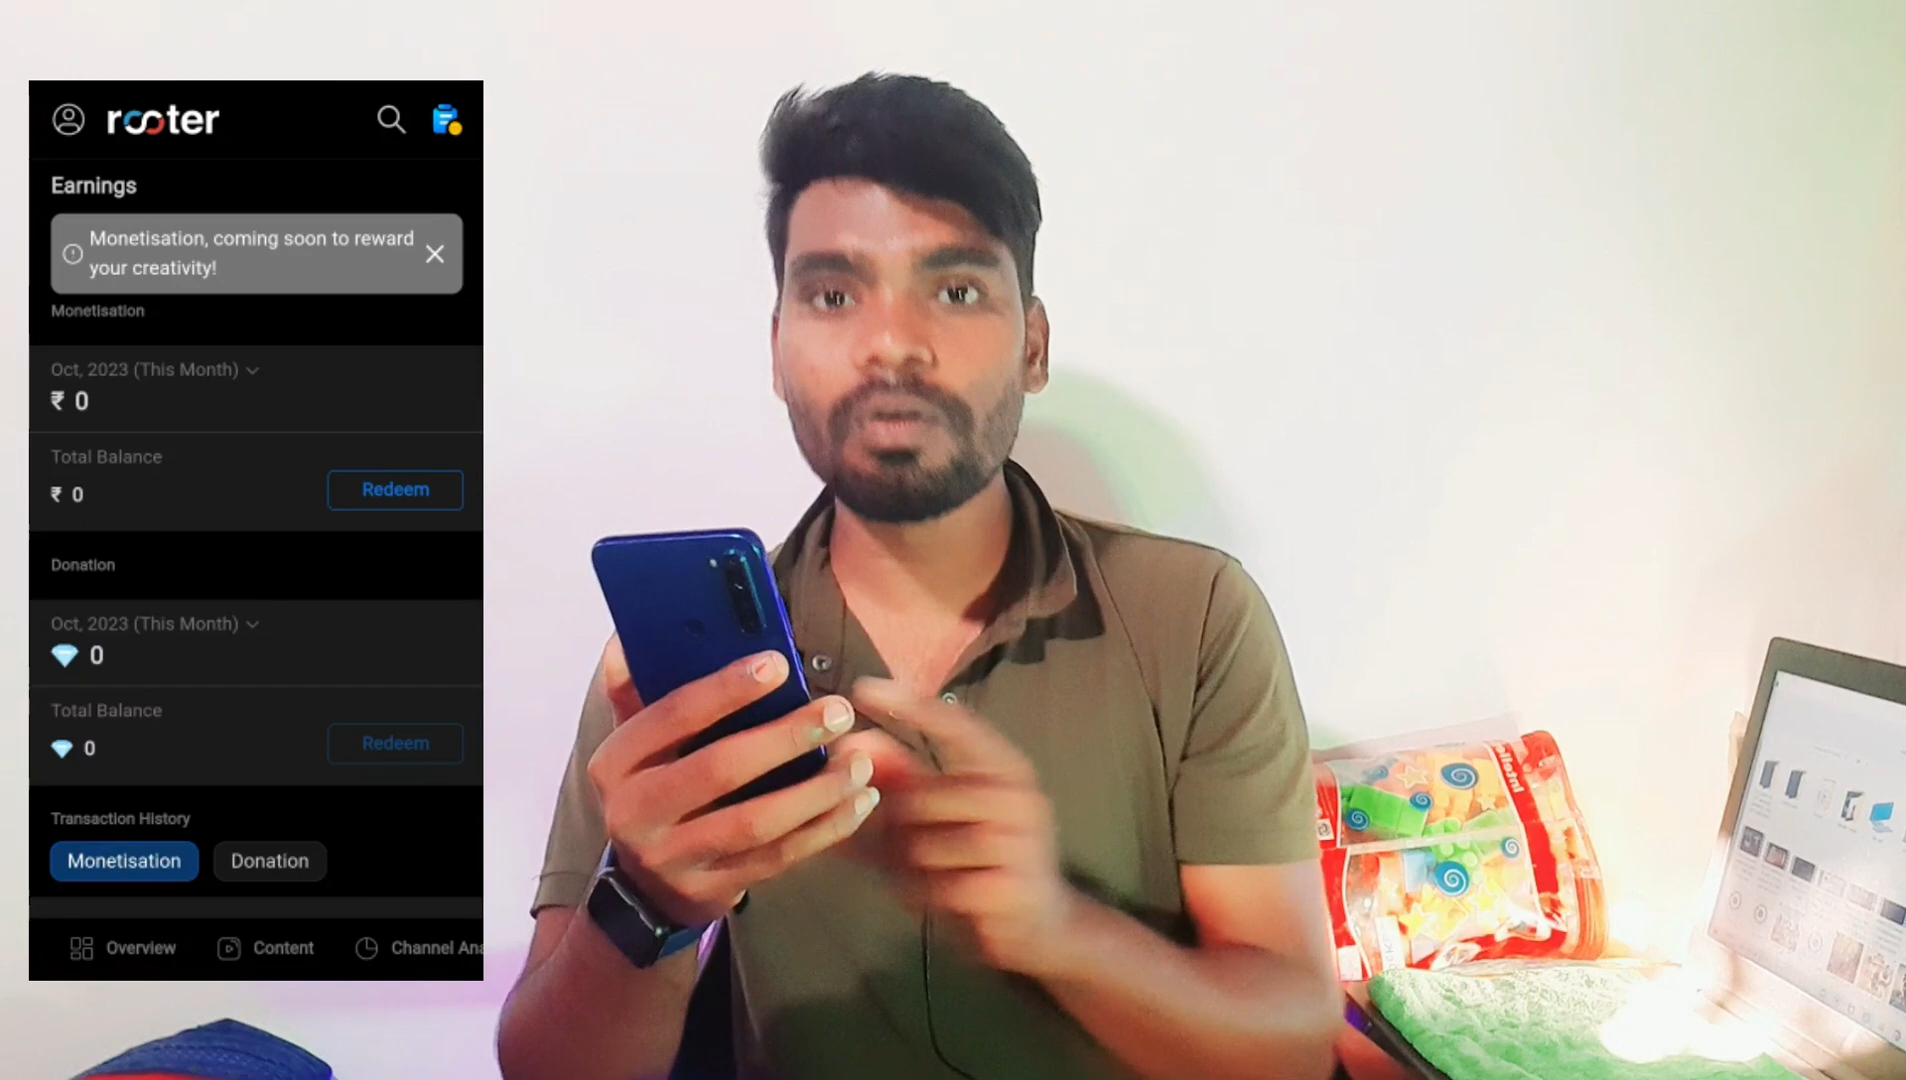 rooter
Earnings
Monetisation, coming soon to reward
your creativity!
Monetisation
Oct, 2023 (This Month)
₹ 0
Total Balance
₹ 0
Redeem
Donation
Oct, 2023 (This Month)
0
Total Balance
0
Redeem
Transaction History
Monetisation Donation
Overview Content Channel Ana